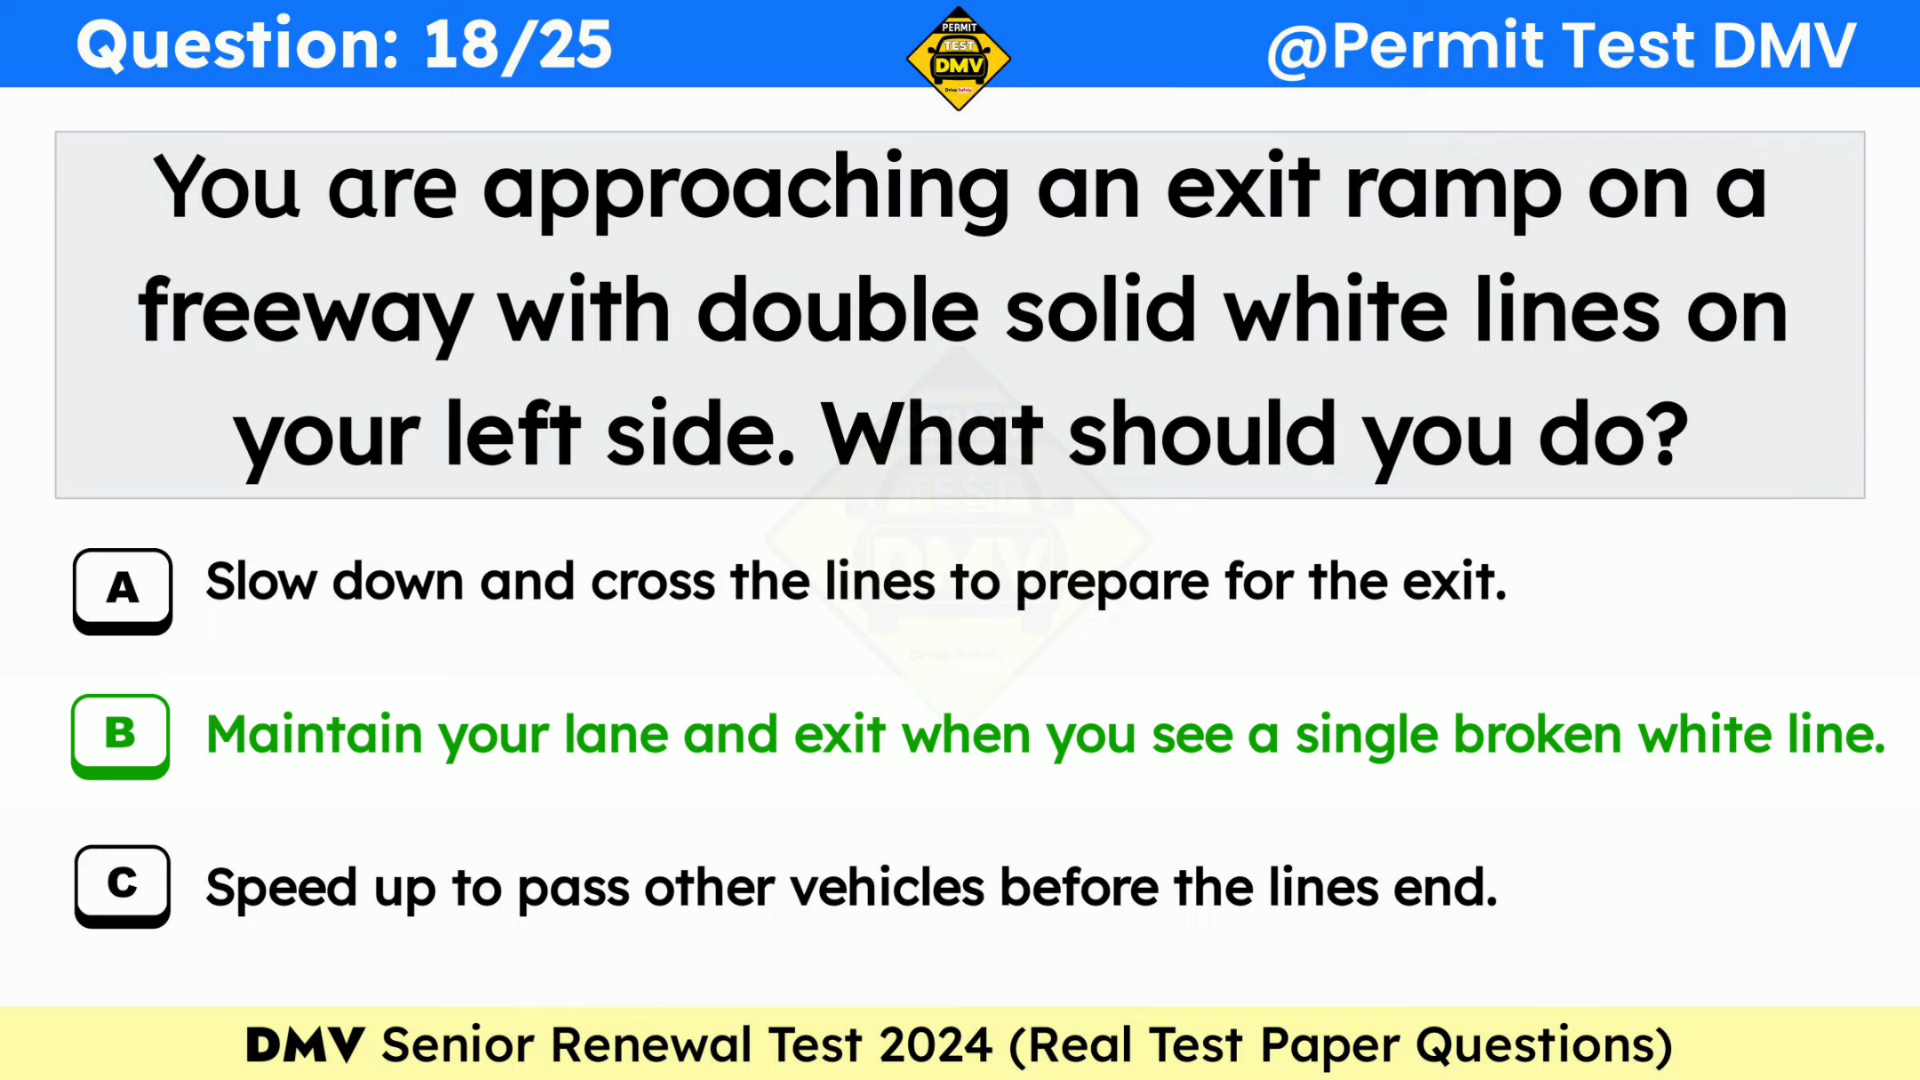 Question: 18/25
PERMIT
TEST
DMV
Drive Safely
@Permit Test DMV
You are approaching an exit ramp on a
freeway with double solid white lines on
your left side. What should you do?
A Slow down and cross the lines to prepare for the exit.
B Maintain your lane and exit when you see a single broken white line.
C Speed up to pass other vehicles before the lines end.
DMV Senior Renewal Test 2024 (Real Test Paper Questions)